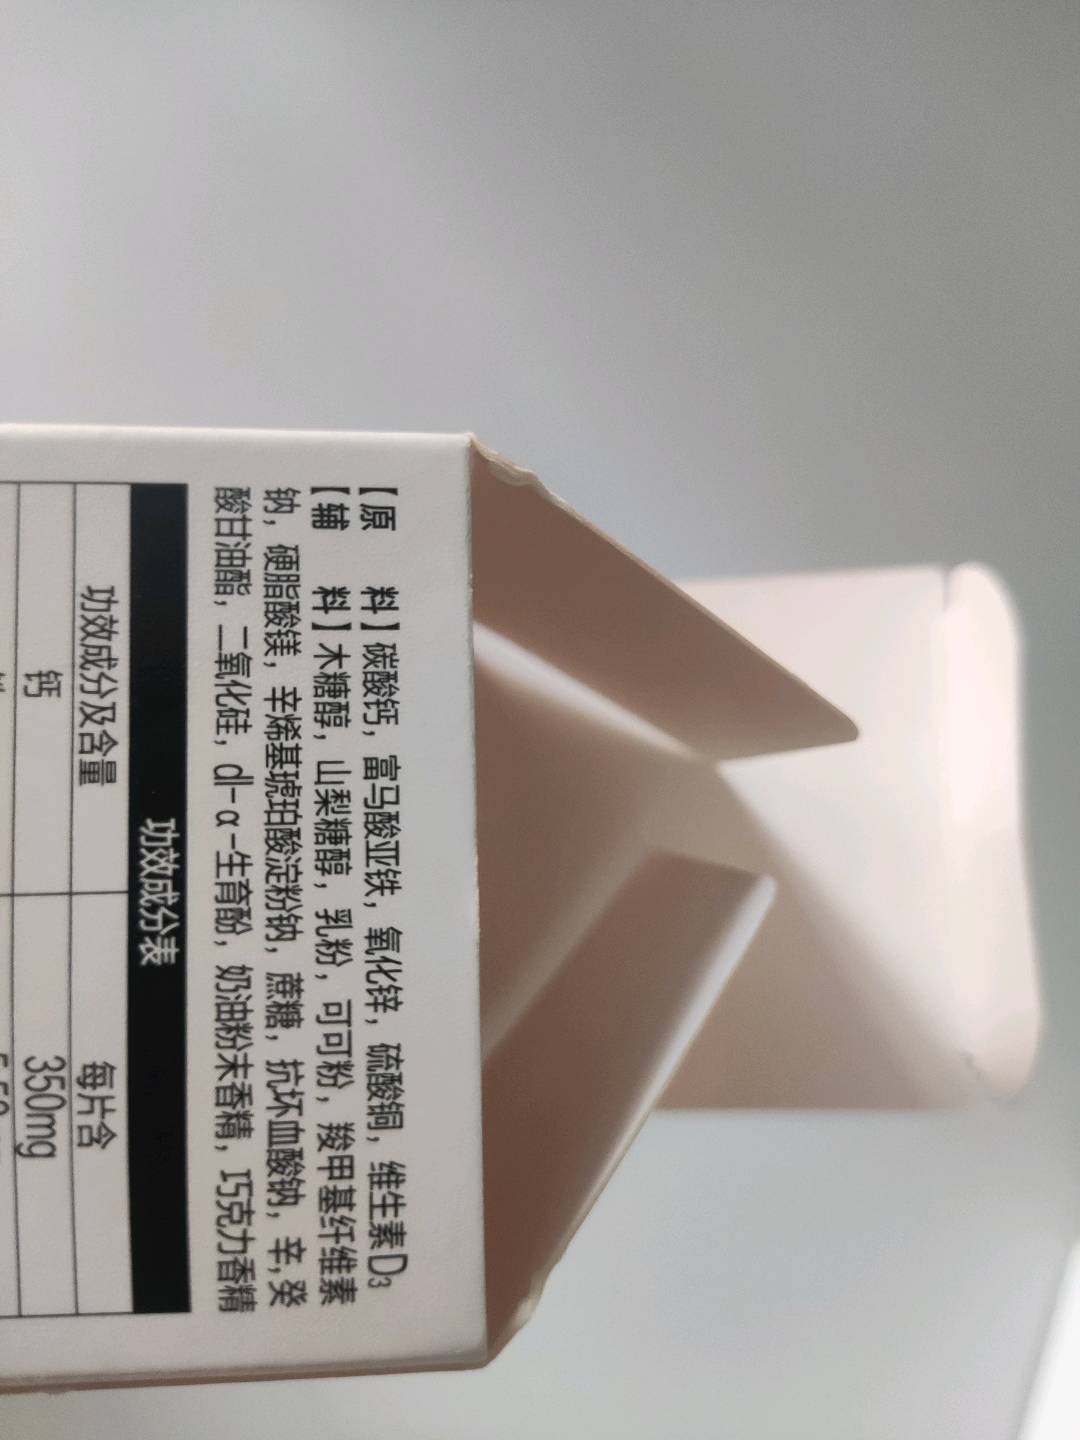 【原　料】碳酸钙，富马酸亚铁，氧化锌，硫酸铜，维生素D₃
【辅　料】木糖醇，山梨糖醇，乳粉，可可粉，羧甲基纤维素
钠，硬脂酸镁，辛烯基琥珀酸淀粉钠，蔗糖，抗坏血酸钠，辛,癸
酸甘油酯，二氧化硅，dl-α-生育酚，奶油粉末香精，巧克力香精
功效成分表
功效成分及含量 每片含
钙 350mg